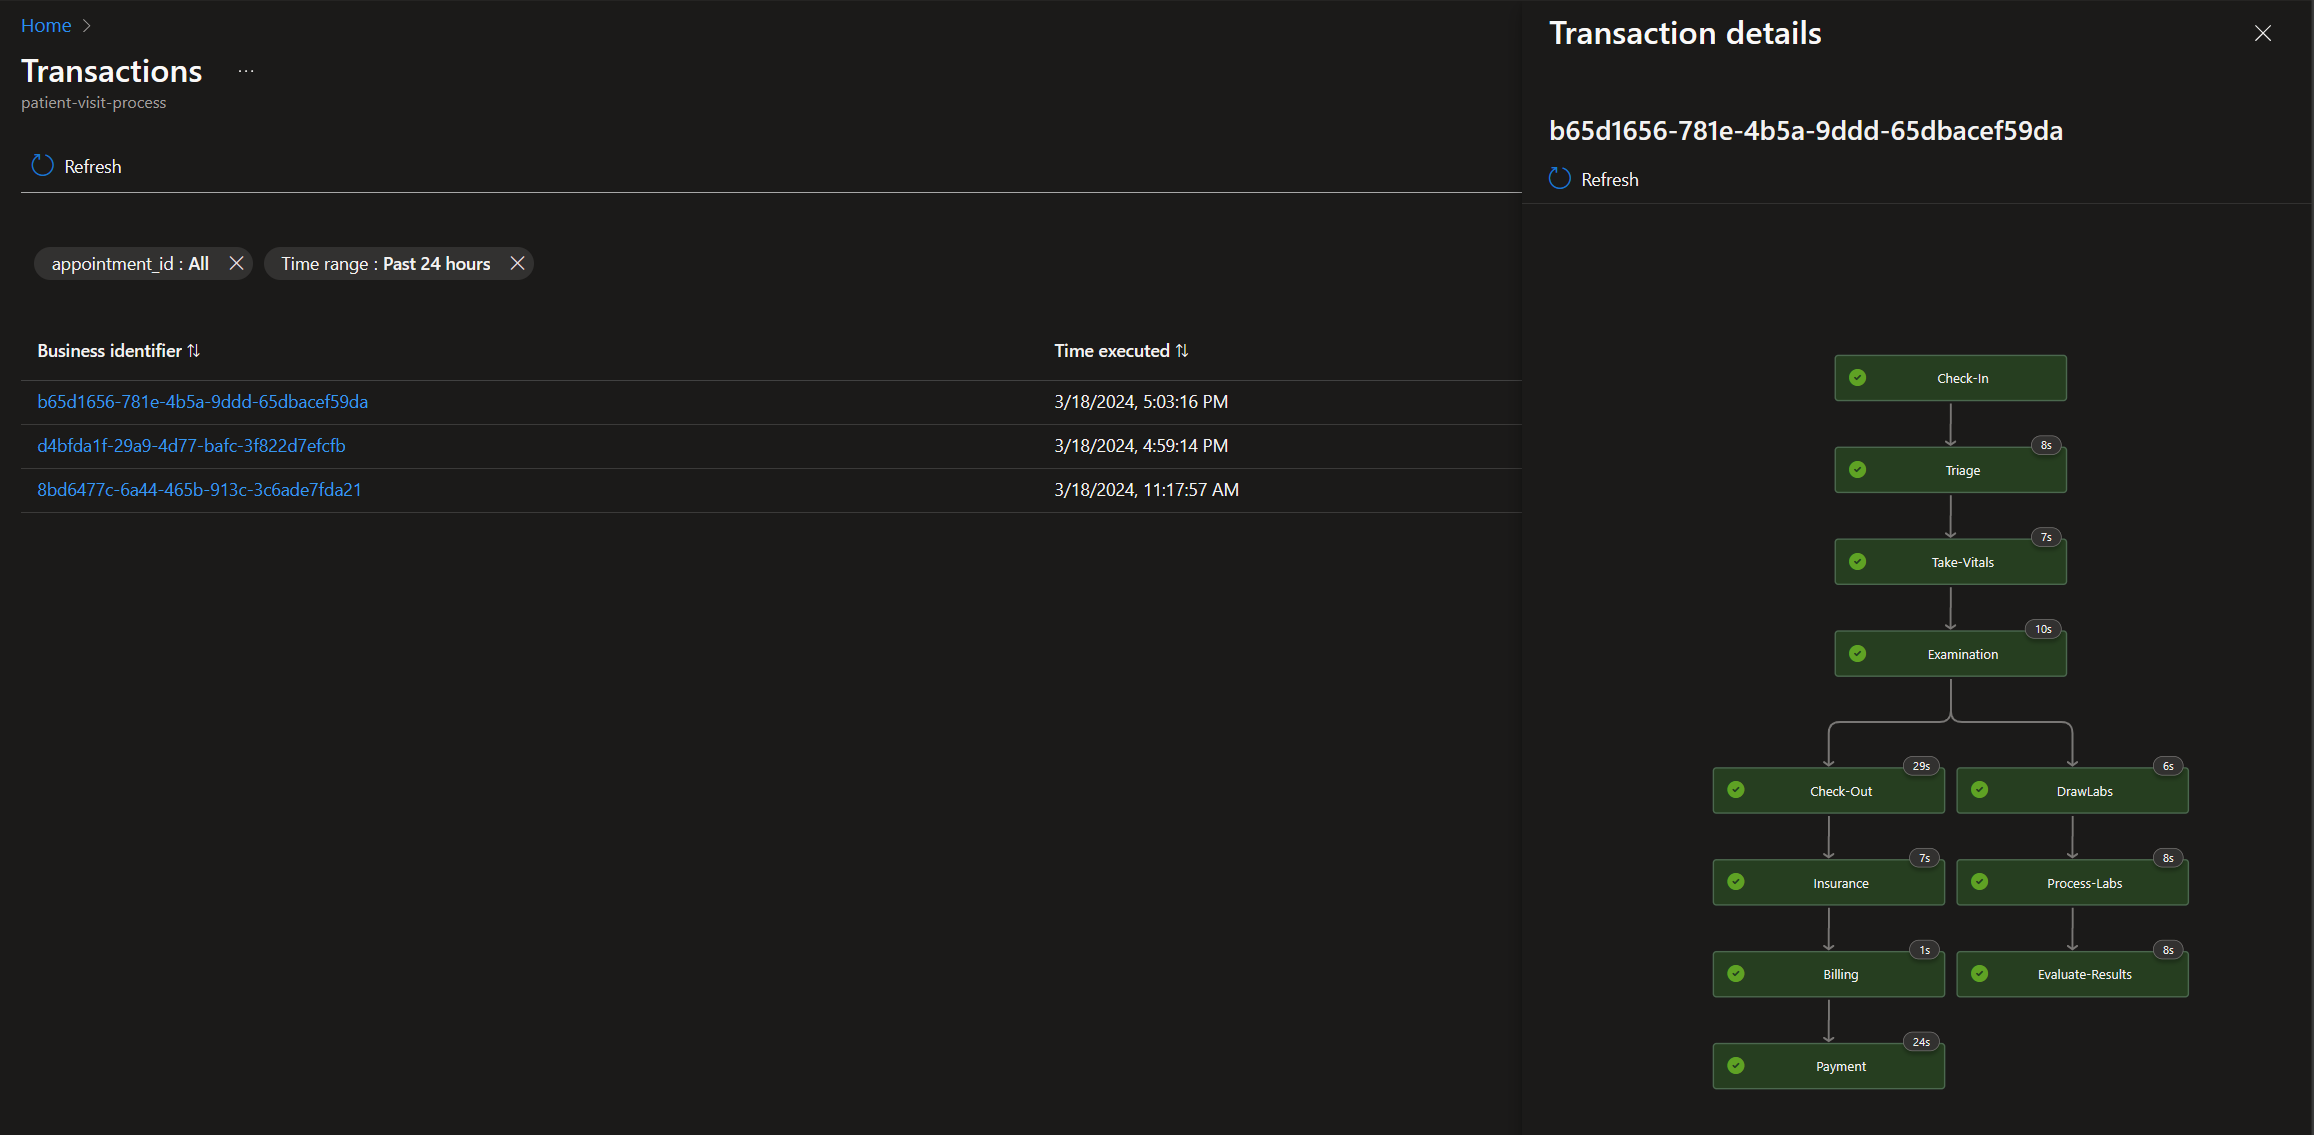 Home
Transactions ...
patient-visit-process
Refresh
appointment_id : All
Time range : Past 24 hours
Business identifier
Time executed
b65d1656-781e-4b5a-9ddd-65dbacef59da
3/18/2024, 5:03:16 PM
d4bfda1f-29a9-4d77-bafc-3f822d7efcfb
3/18/2024, 4:59:14 PM
8bd6477c-6a44-465b-913c-3c6ade7fda21
3/18/2024, 11:17:57 AM
Transaction details
b65d1656-781e-4b5a-9ddd-65dbacef59da
Refresh
Check-In
8s
Triage
7s
Take-Vitals
10s
Examination
29s
Check-Out
6s
DrawLabs
7s
Insurance
8s
Process-Labs
1s
Billing
8s
Evaluate-Results
24s
Payment